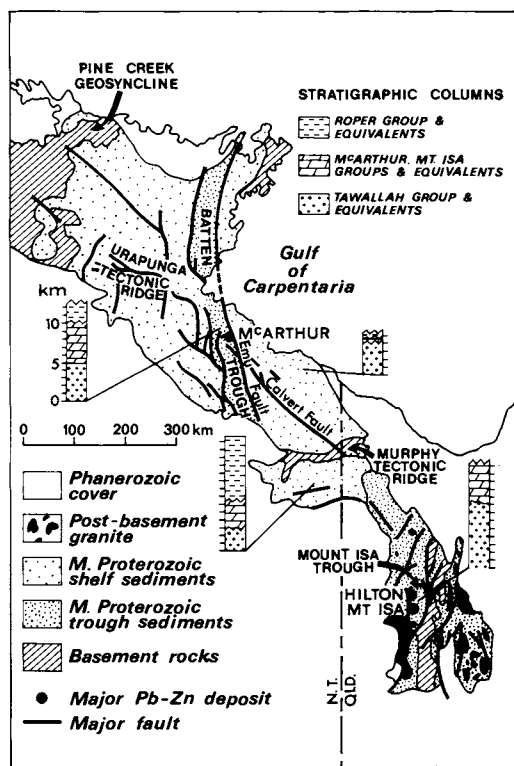 PINE CREEK
GEOSYNCLINE
STRATIGRAPHIC COLUMNS
ROPER GROUP &
EQUIVALENTS
McARTHUR, MT. ISA
GROUPS & EQUIVALENTS
TAWALLAH GROUP &
EQUIVALENTS
BATTEN
Gulf
of
Carpentaria
URAPUNGA
TECTONIC
RIDGE
km
10
5
0
McARTHUR
Emu
Fault
TROUGH
Calvert Fault
0 100 200 300 km
MURPHY
TECTONIC
RIDGE
Phanerozoic
cover
Post-basement
granite
M. Proterozoic
shelf sediments
M. Proterozoic
trough sediments
Basement rocks
Major Pb-Zn deposit
Major fault
MOUNT ISA
TROUGH
HILTON
MT ISA
N.T.
QLD.